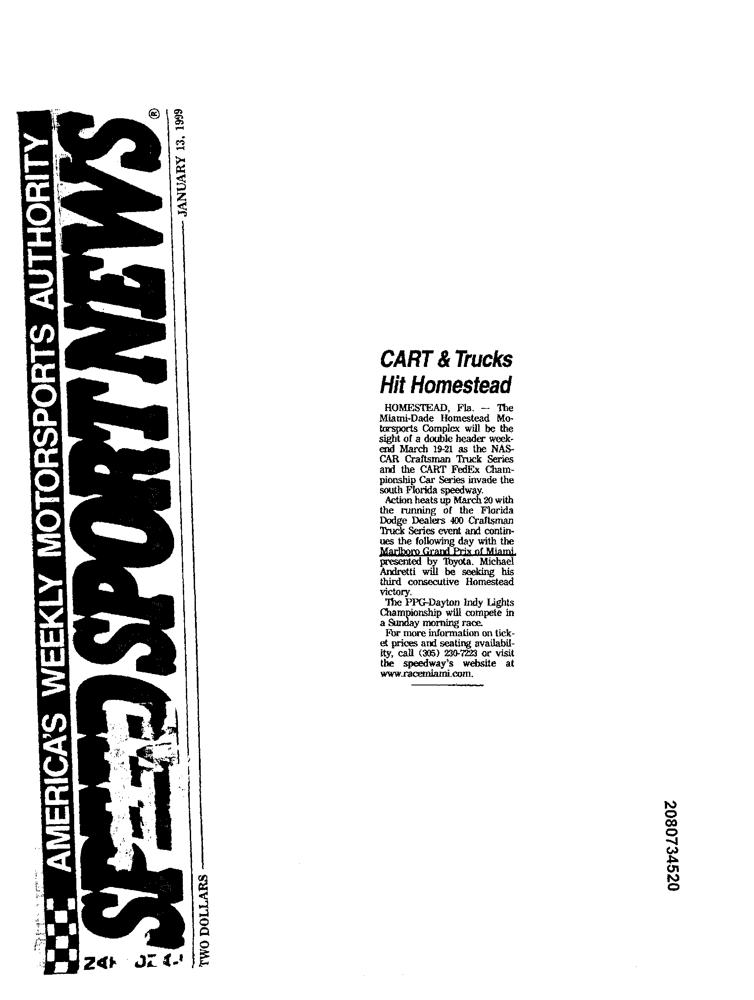 AMERICA'S WEEKLY MOTORSPORTS AUTHORITY
SPEED SPORT NEWS®
TWO DOLLARS
JANUARY 13, 1999
CART & Trucks
Hit Homestead
HOMESTEAD, Fla. — The
Miami-Dade Homestead Mo-
torsports Complex will be the
sight of a double header week-
end March 19-21 as the NAS-
CAR Craftsman Truck Series
and the CART FedEx Cham-
pionship Car Series invade the
south Florida speedway.
Action heats up March 20 with
the running of the Florida
Dodge Dealers 400 Craftsman
Truck Series event and contin-
ues the following day with the
Marlboro Grand Prix of Miami
presented by Toyota. Michael
Andretti will be seeking his
third consecutive Homestead
victory.
The PPG-Dayton Indy Lights
Championship will compete in
a Sunday morning race.
For more information on tick-
et prices and seating availabil-
ity, call (305) 230-7223 or visit
the speedway's website at
www.racemiami.com.
2080734520